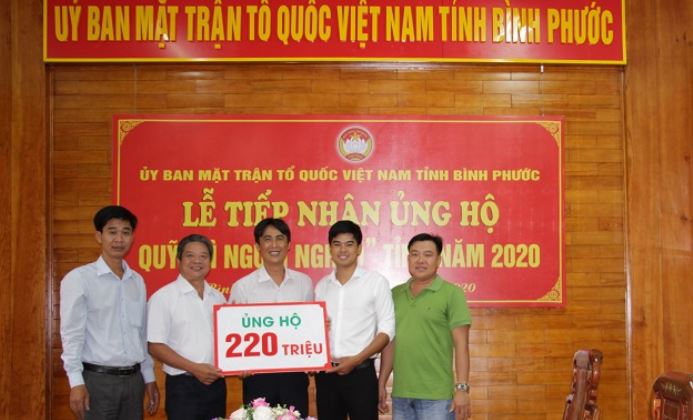 ỦY BAN MẶT TRẬN TỔ QUỐC VIỆT NAM TỈNH BÌNH PHƯỚC
ỦY BAN MẶT TRẬN TỔ QUỐC VIỆT NAM TỈNH BÌNH PHƯỚC
LỄ TIẾP NHẬN ỦNG HỘ
QUỸ NĂM 2020
ỦNG HỘ
220 TRIỆU